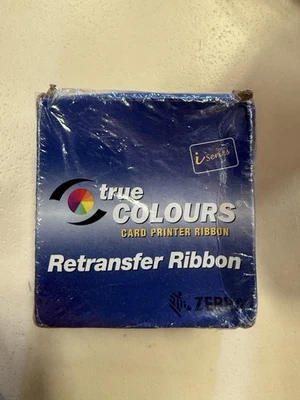 i Series
true
COLOURS
CARD PRINTER RIBBON
Retransfer Ribbon
ZEBRA